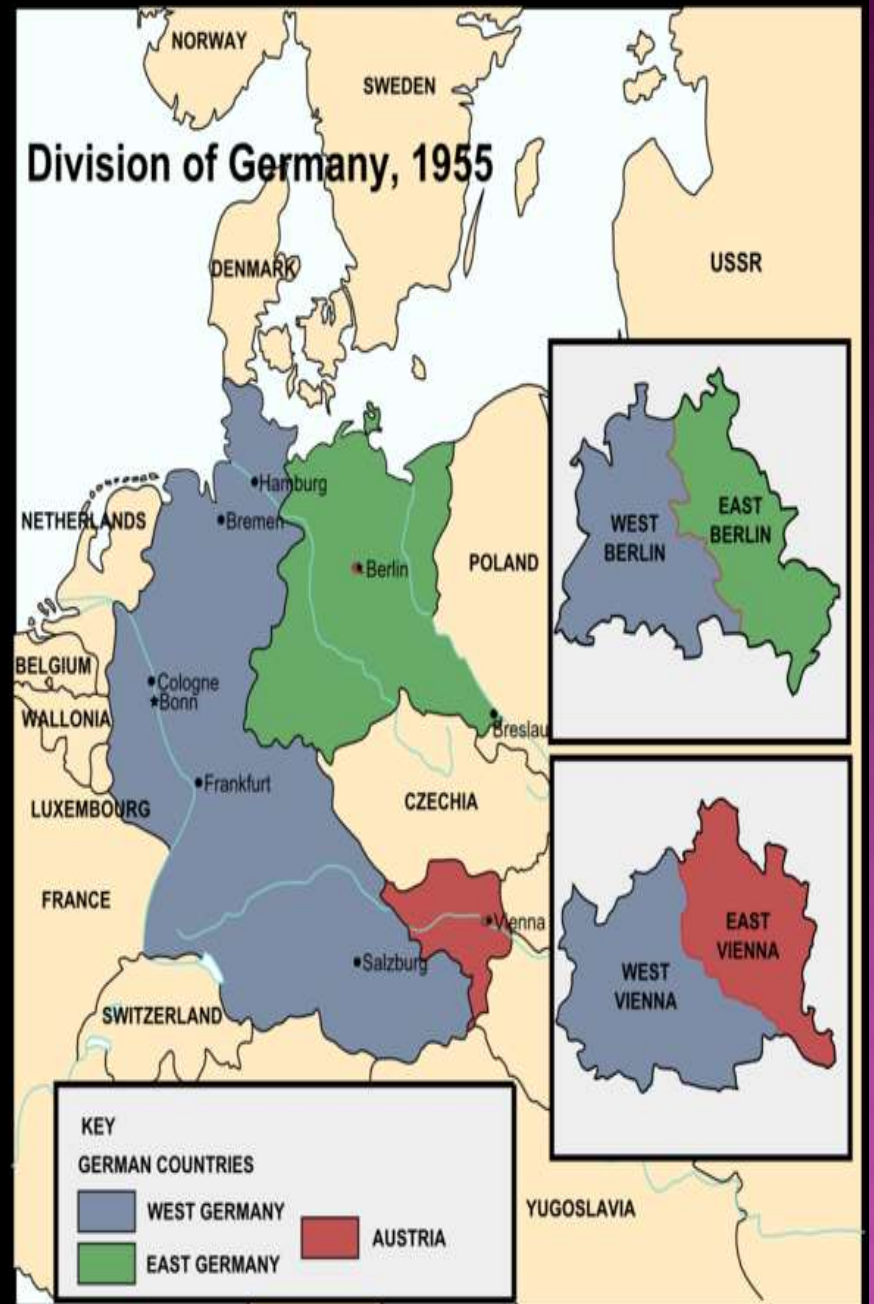 NORWAY
SWEDEN
Division of Germany, 1955
DENMARK
USSR
Hamburg
NETHERLANDS
Bremen
WEST
BERLIN
EAST
BERLIN
Berlin
POLAND
BELGIUM
Cologne
Bonn
WALLONIA
Breslau
Frankfurt
LUXEMBOURG
CZECHIA
FRANCE
Vienna
Salzburg
EAST
VIENNA
WEST
VIENNA
SWITZERLAND
KEY
GERMAN COUNTRIES
WEST GERMANY
AUSTRIA
EAST GERMANY
YUGOSLAVIA